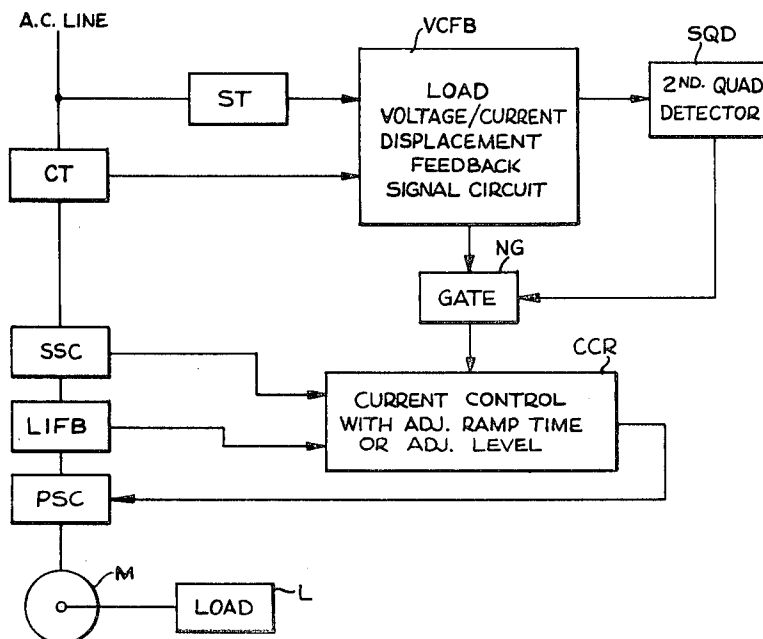 A.C. LINE
VCFB
SQD
ST
LOAD
VOLTAGE/CURRENT
DISPLACEMENT
FEEDBACK
SIGNAL CIRCUIT
2ND. QUAD
DETECTOR
CT
NG
GATE
SSC
CCR
CURRENT CONTROL
WITH ADJ. RAMP TIME
OR ADJ. LEVEL
LIFB
PSC
M
LOAD
L